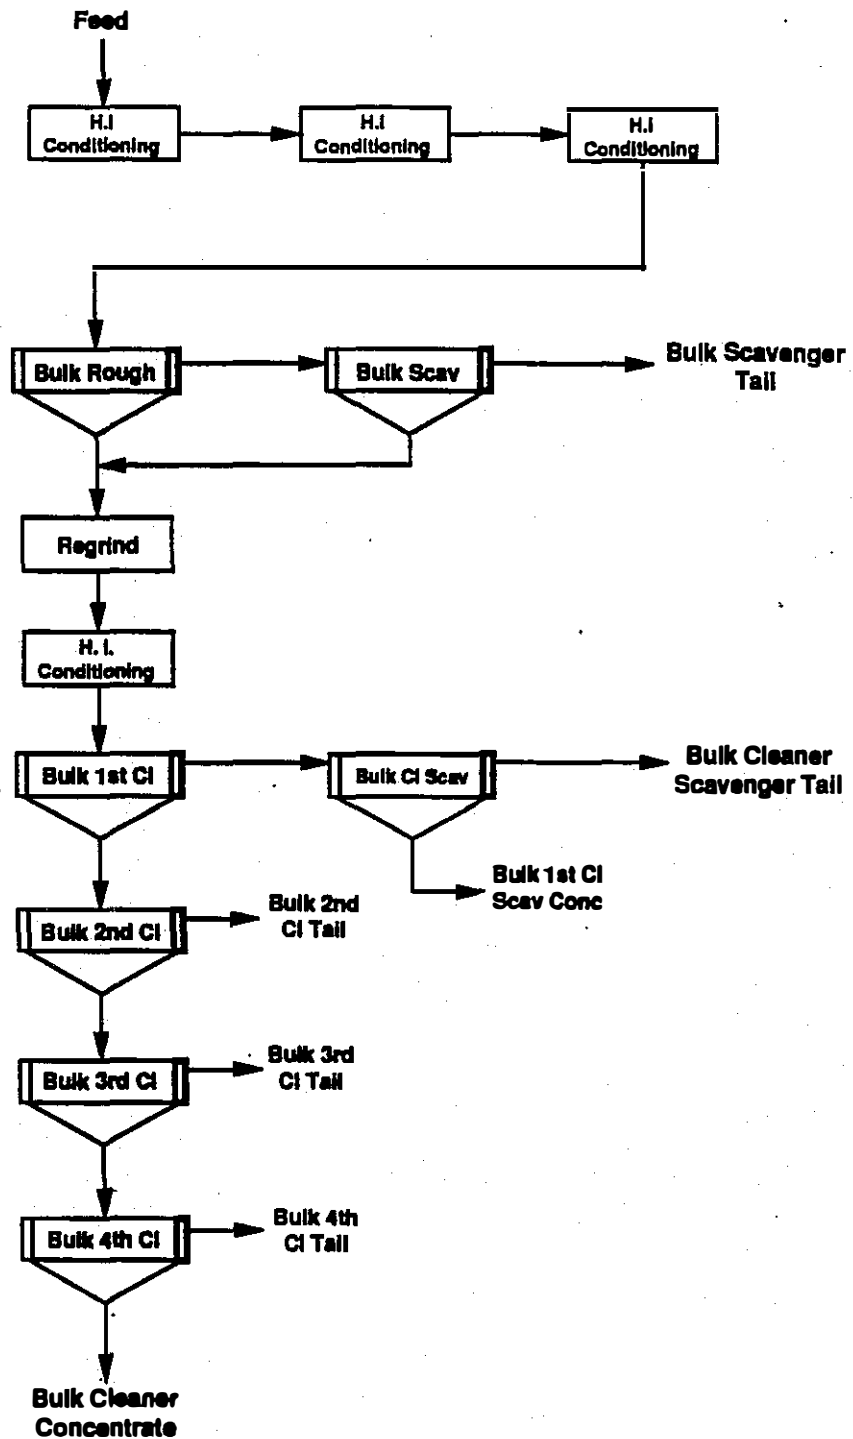 Feed
H.I
Conditioning
H.I
Conditioning
H.I
Conditioning
Bulk Rough
Bulk Scav
Bulk Scavenger
Tail
Regrind
H. I.
Conditioning
Bulk 1st Cl
Bulk Cl Scav
Bulk Cleaner
Scavenger Tail
Bulk 1st Cl
Scav Conc
Bulk 2nd Cl
Bulk 2nd
Cl Tail
Bulk 3rd Cl
Bulk 3rd
Cl Tail
Bulk 4th Cl
Bulk 4th
Cl Tail
Bulk Cleaner
Concentrate